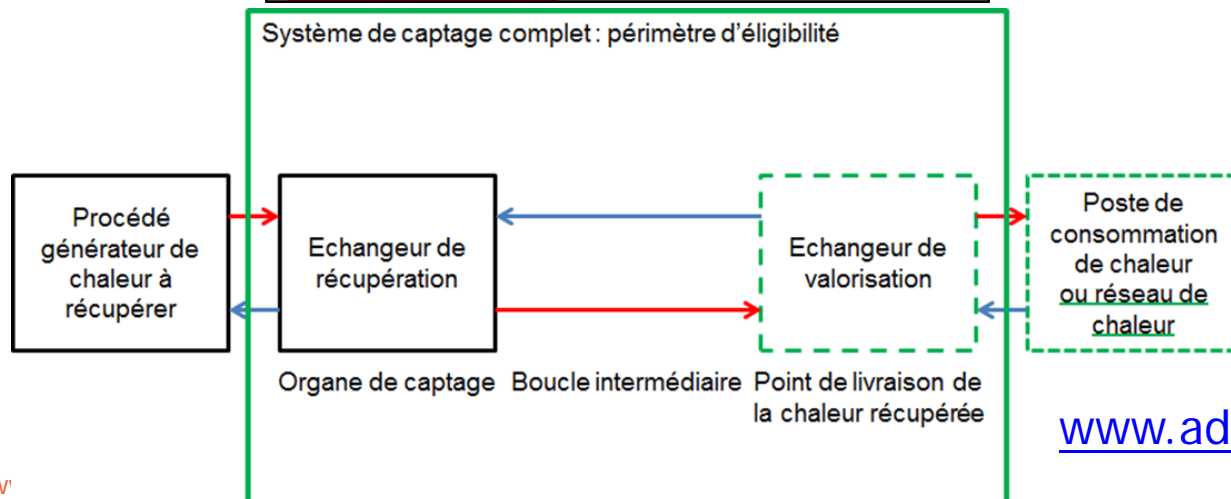 Système de captage complet : périmètre d'éligibilité
Procédé
générateur de
chaleur à
récupérer
Echangeur de
récupération
Echangeur de
valorisation
Poste de
consommation
de chaleur
ou réseau de
chaleur
Organe de captage
Boucle intermédiaire
Point de livraison de
la chaleur récupérée
www.ad